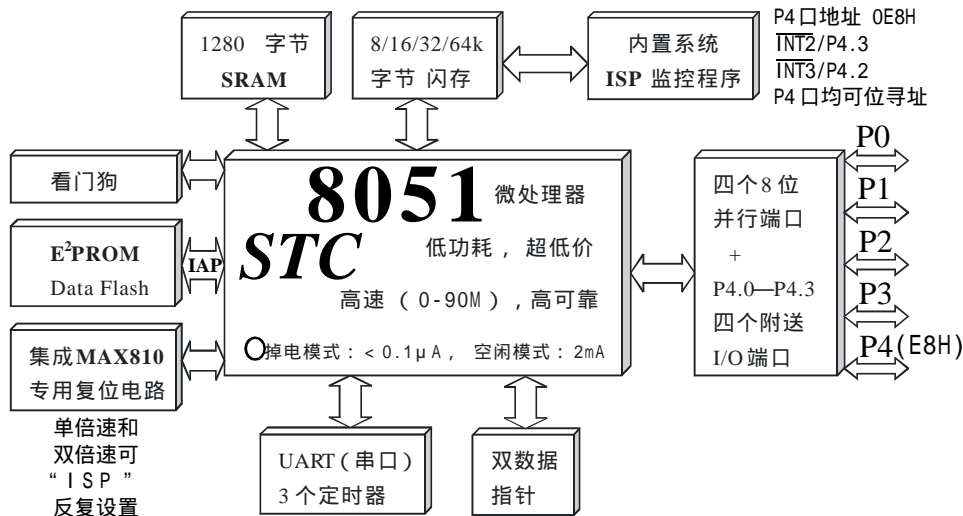 1280 字节
SRAM
8/16/32/64k
字节 闪存
内置系统
ISP 监控程序
P4口地址 0E8H
INT2/P4.3
INT3/P4.2
P4口均可位寻址
看门狗
E²PROM
Data Flash
IAP
集成MAX810
专用复位电路
单倍速和
双倍速可
“ISP”
反复设置
8051 微处理器
STC 低功耗，超低价
高速（0-90M），高可靠
掉电模式：< 0.1μA， 空闲模式：2mA
四个8位
并行端口
+
P4.0—P4.3
四个附送
I/O 端口
P0
P1
P2
P3
P4(E8H)
UART（串口）
3个定时器
双数据
指针